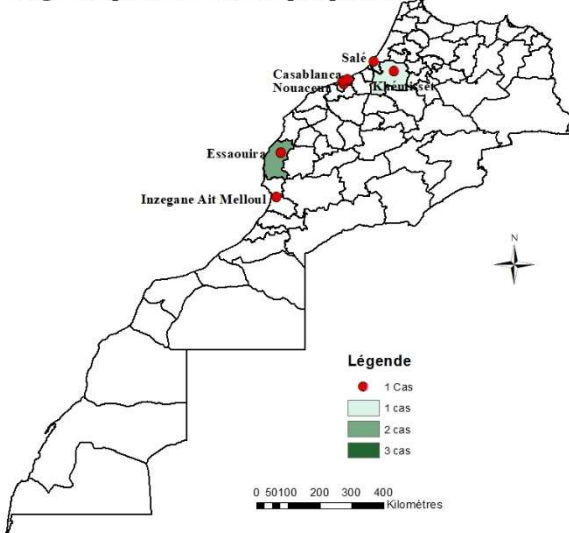 Salé
Casablanca
Nouaceur
Khémisset
Essaouira
Inzegane Ait Melloul
N
Légende
1 Cas
1 cas
2 cas
3 cas
0 50100 200 300 400
Kilomètres